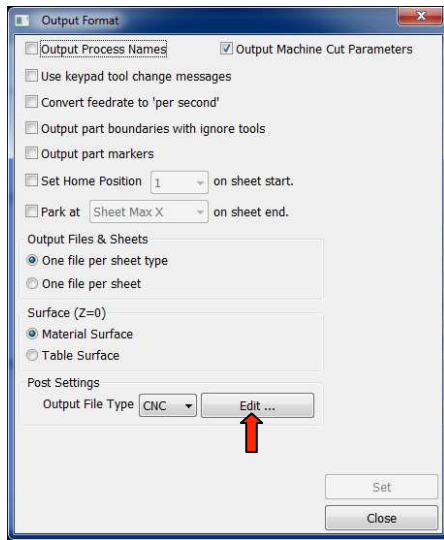 Output Format
Output Process Names Output Machine Cut Parameters
Use keypad tool change messages
Convert feedrate to 'per second'
Output part boundaries with ignore tools
Output part markers
Set Home Position 1 on sheet start.
Park at Sheet Max X on sheet end.
Output Files & Sheets
One file per sheet type
One file per sheet
Surface (Z=0)
Material Surface
Table Surface
Post Settings
Output File Type CNC Edit ...
Set
Close